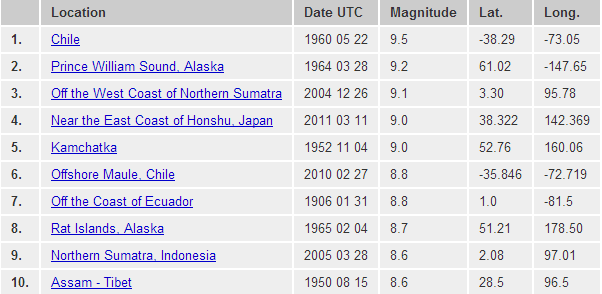 Location Date UTC Magnitude Lat. Long.
1. Chile 1960 05 22 9.5 -38.29 -73.05
2. Prince William Sound, Alaska 1964 03 28 9.2 61.02 -147.65
3. Off the West Coast of Northern Sumatra 2004 12 26 9.1 3.30 95.78
4. Near the East Coast of Honshu, Japan 2011 03 11 9.0 38.322 142.369
5. Kamchatka 1952 11 04 9.0 52.76 160.06
6. Offshore Maule, Chile 2010 02 27 8.8 -35.846 -72.719
7. Off the Coast of Ecuador 1906 01 31 8.8 1.0 -81.5
8. Rat Islands, Alaska 1965 02 04 8.7 51.21 178.50
9. Northern Sumatra, Indonesia 2005 03 28 8.6 2.08 97.01
10. Assam - Tibet 1950 08 15 8.6 28.5 96.5